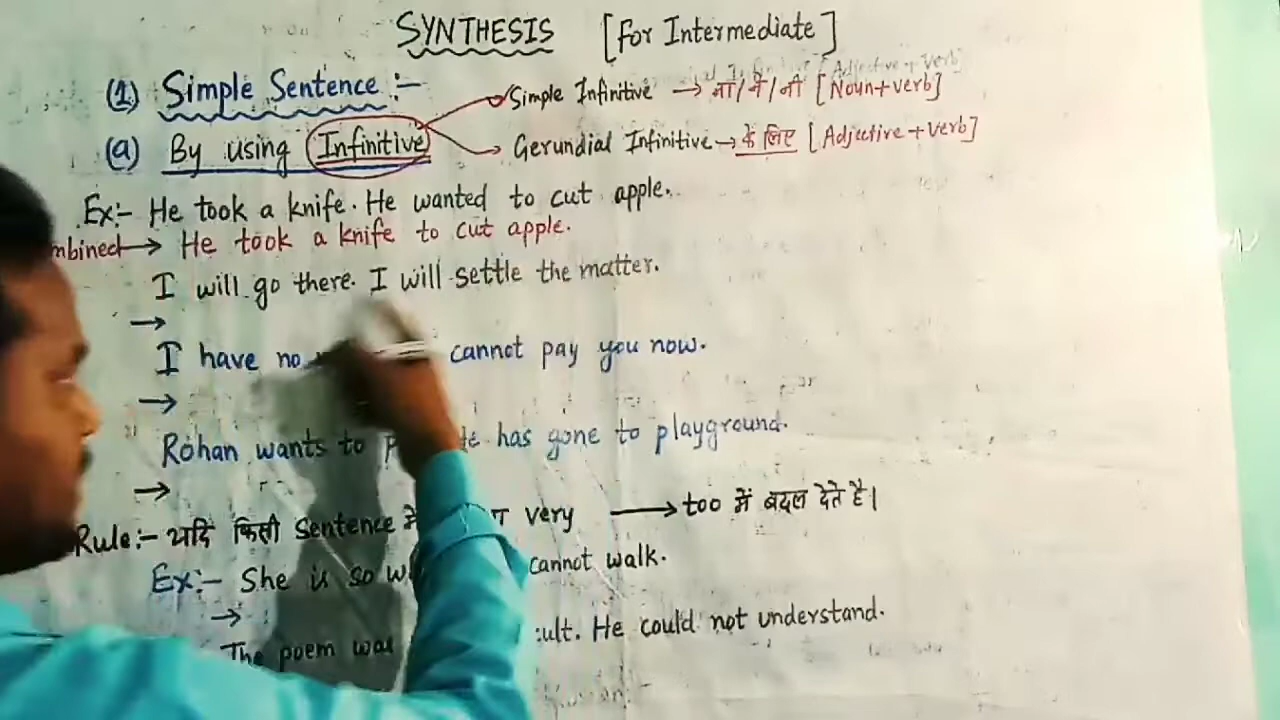 SYNTHESIS [For Intermediate]
(1) Simple Sentence :-
Simple Infinitive → ना/ने/नी [Noun+verb]
(a) By using Infinitive
Gerundial Infinitive → के लिए [Adjective+verb]
Ex:- He took a knife. He wanted to cut apple.
mbined → He took a knife to cut apple.
I will go there. I will settle the matter.
→
I have no cannot pay you now.
→
Rohan wants to has gone to playground.
→
Rule:- यदि किसी sentence में very → too में बदल देते है।
Ex:- She is so cannot walk.
→
The poem was cult. He could not understand.